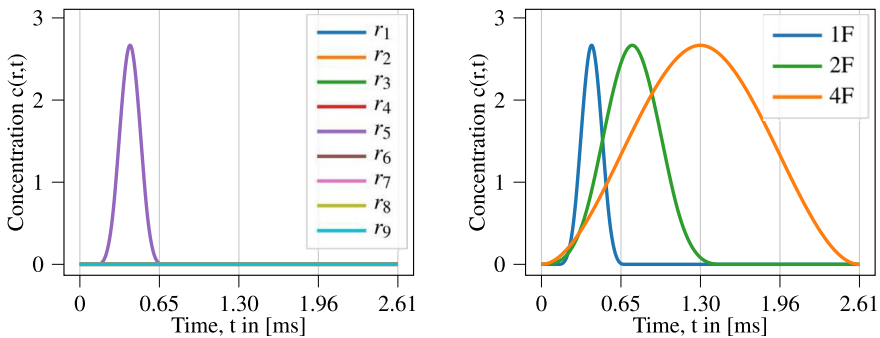 3
2
1
0
Concentration c(r,t)
r1
r2
r3
r4
r5
r6
r7
r8
r9
0 0.65 1.30 1.96 2.61
Time, t in [ms]
3
2
1
0
Concentration c(r,t)
1F
2F
4F
0 0.65 1.30 1.96 2.61
Time, t in [ms]